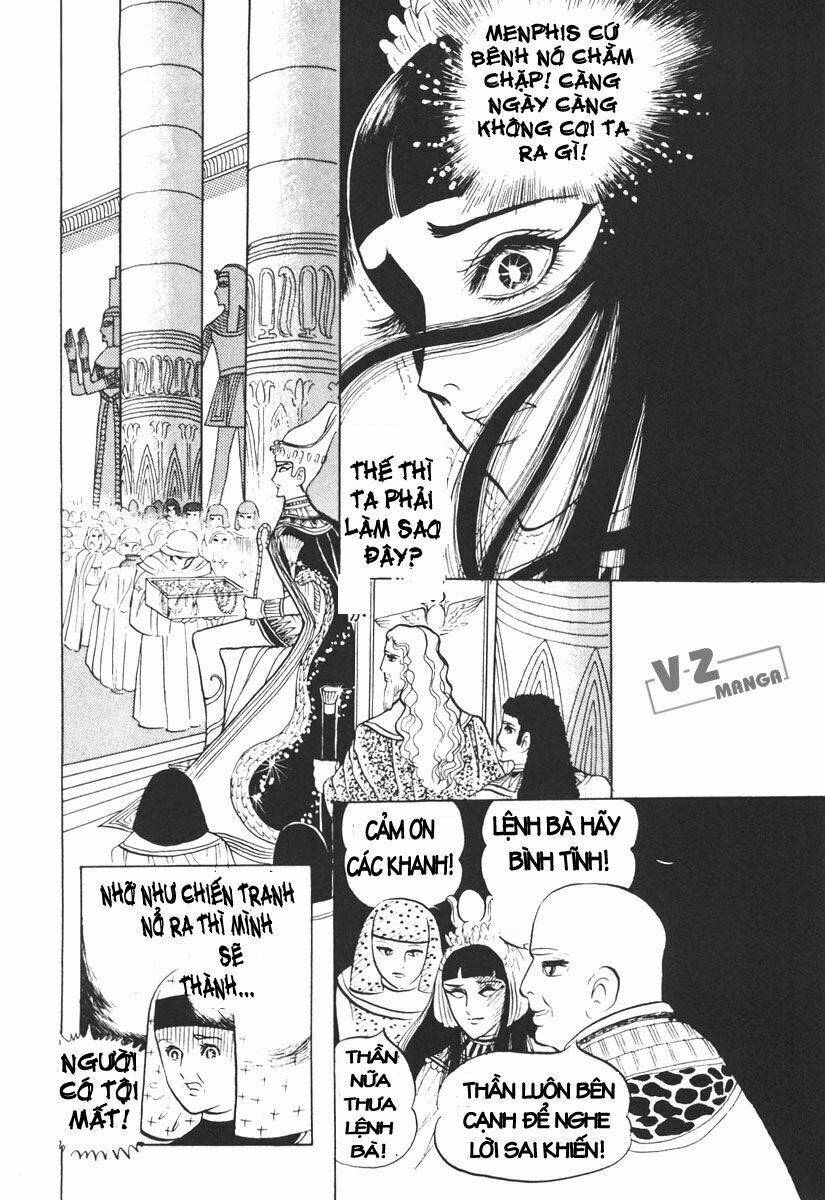 MENPHIS CỨ
BÊNH NÓ CHẰM
CHẶP! CÀNG
NGÀY CÀNG
KHÔNG COI TA
RA GÌ!
THẾ THÌ
TA PHẢI
LÀM SAO
ĐÂY?
V-Z
MANGA
CẢM ƠN
CÁC KHANH!
LỆNH BÀ HÃY
BÌNH TĨNH!
THẦN
NỮA
THƯA
LỆNH
BÀ!
THẦN LUÔN BÊN
CẠNH ĐỂ NGHE
LỜI SAI KHIẾN!
NHỠ NHƯ CHIẾN TRANH
NỔ RA THÌ MÌNH
SẼ
THÀNH...
NGƯỜI
CÓ TỘI
MẤT!